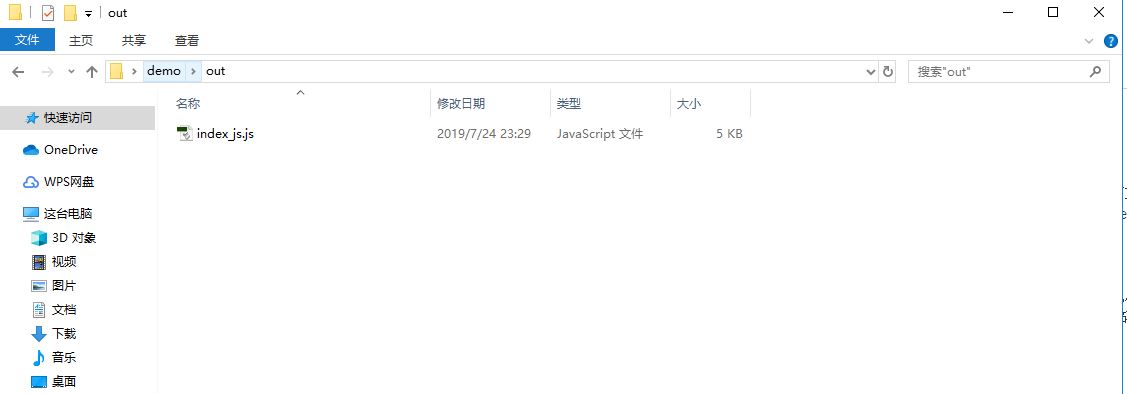 out
文件 主页 共享 查看
demo out 搜索"out"
名称 修改日期 类型 大小
index_js.js 2019/7/24 23:29 JavaScript 文件 5 KB
快速访问
OneDrive
WPS网盘
这台电脑
3D 对象
视频
图片
文档
下载
音乐
桌面